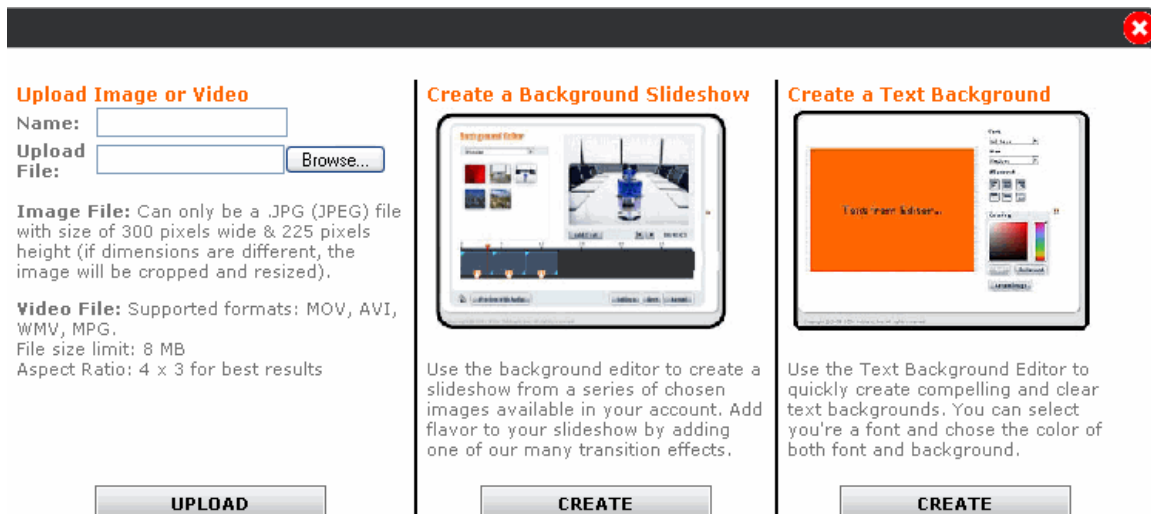 Upload Image or Video
Name:
Upload
File:
Browse...
Image File: Can only be a .JPG (JPEG) file
with size of 300 pixels wide & 225 pixels
height (if dimensions are different, the
image will be cropped and resized).
Video File: Supported formats: MOV, AVI,
WMV, MPG.
File size limit: 8 MB
Aspect Ratio: 4 x 3 for best results
UPLOAD
Create a Background Slideshow
Background Editor
Use the background editor to create a
slideshow from a series of chosen
images available in your account. Add
flavor to your slideshow by adding
one of our many transition effects.
CREATE
Create a Text Background
Use the Text Background Editor to
quickly create compelling and clear
text backgrounds. You can select
you're a font and chose the color of
both font and background.
CREATE